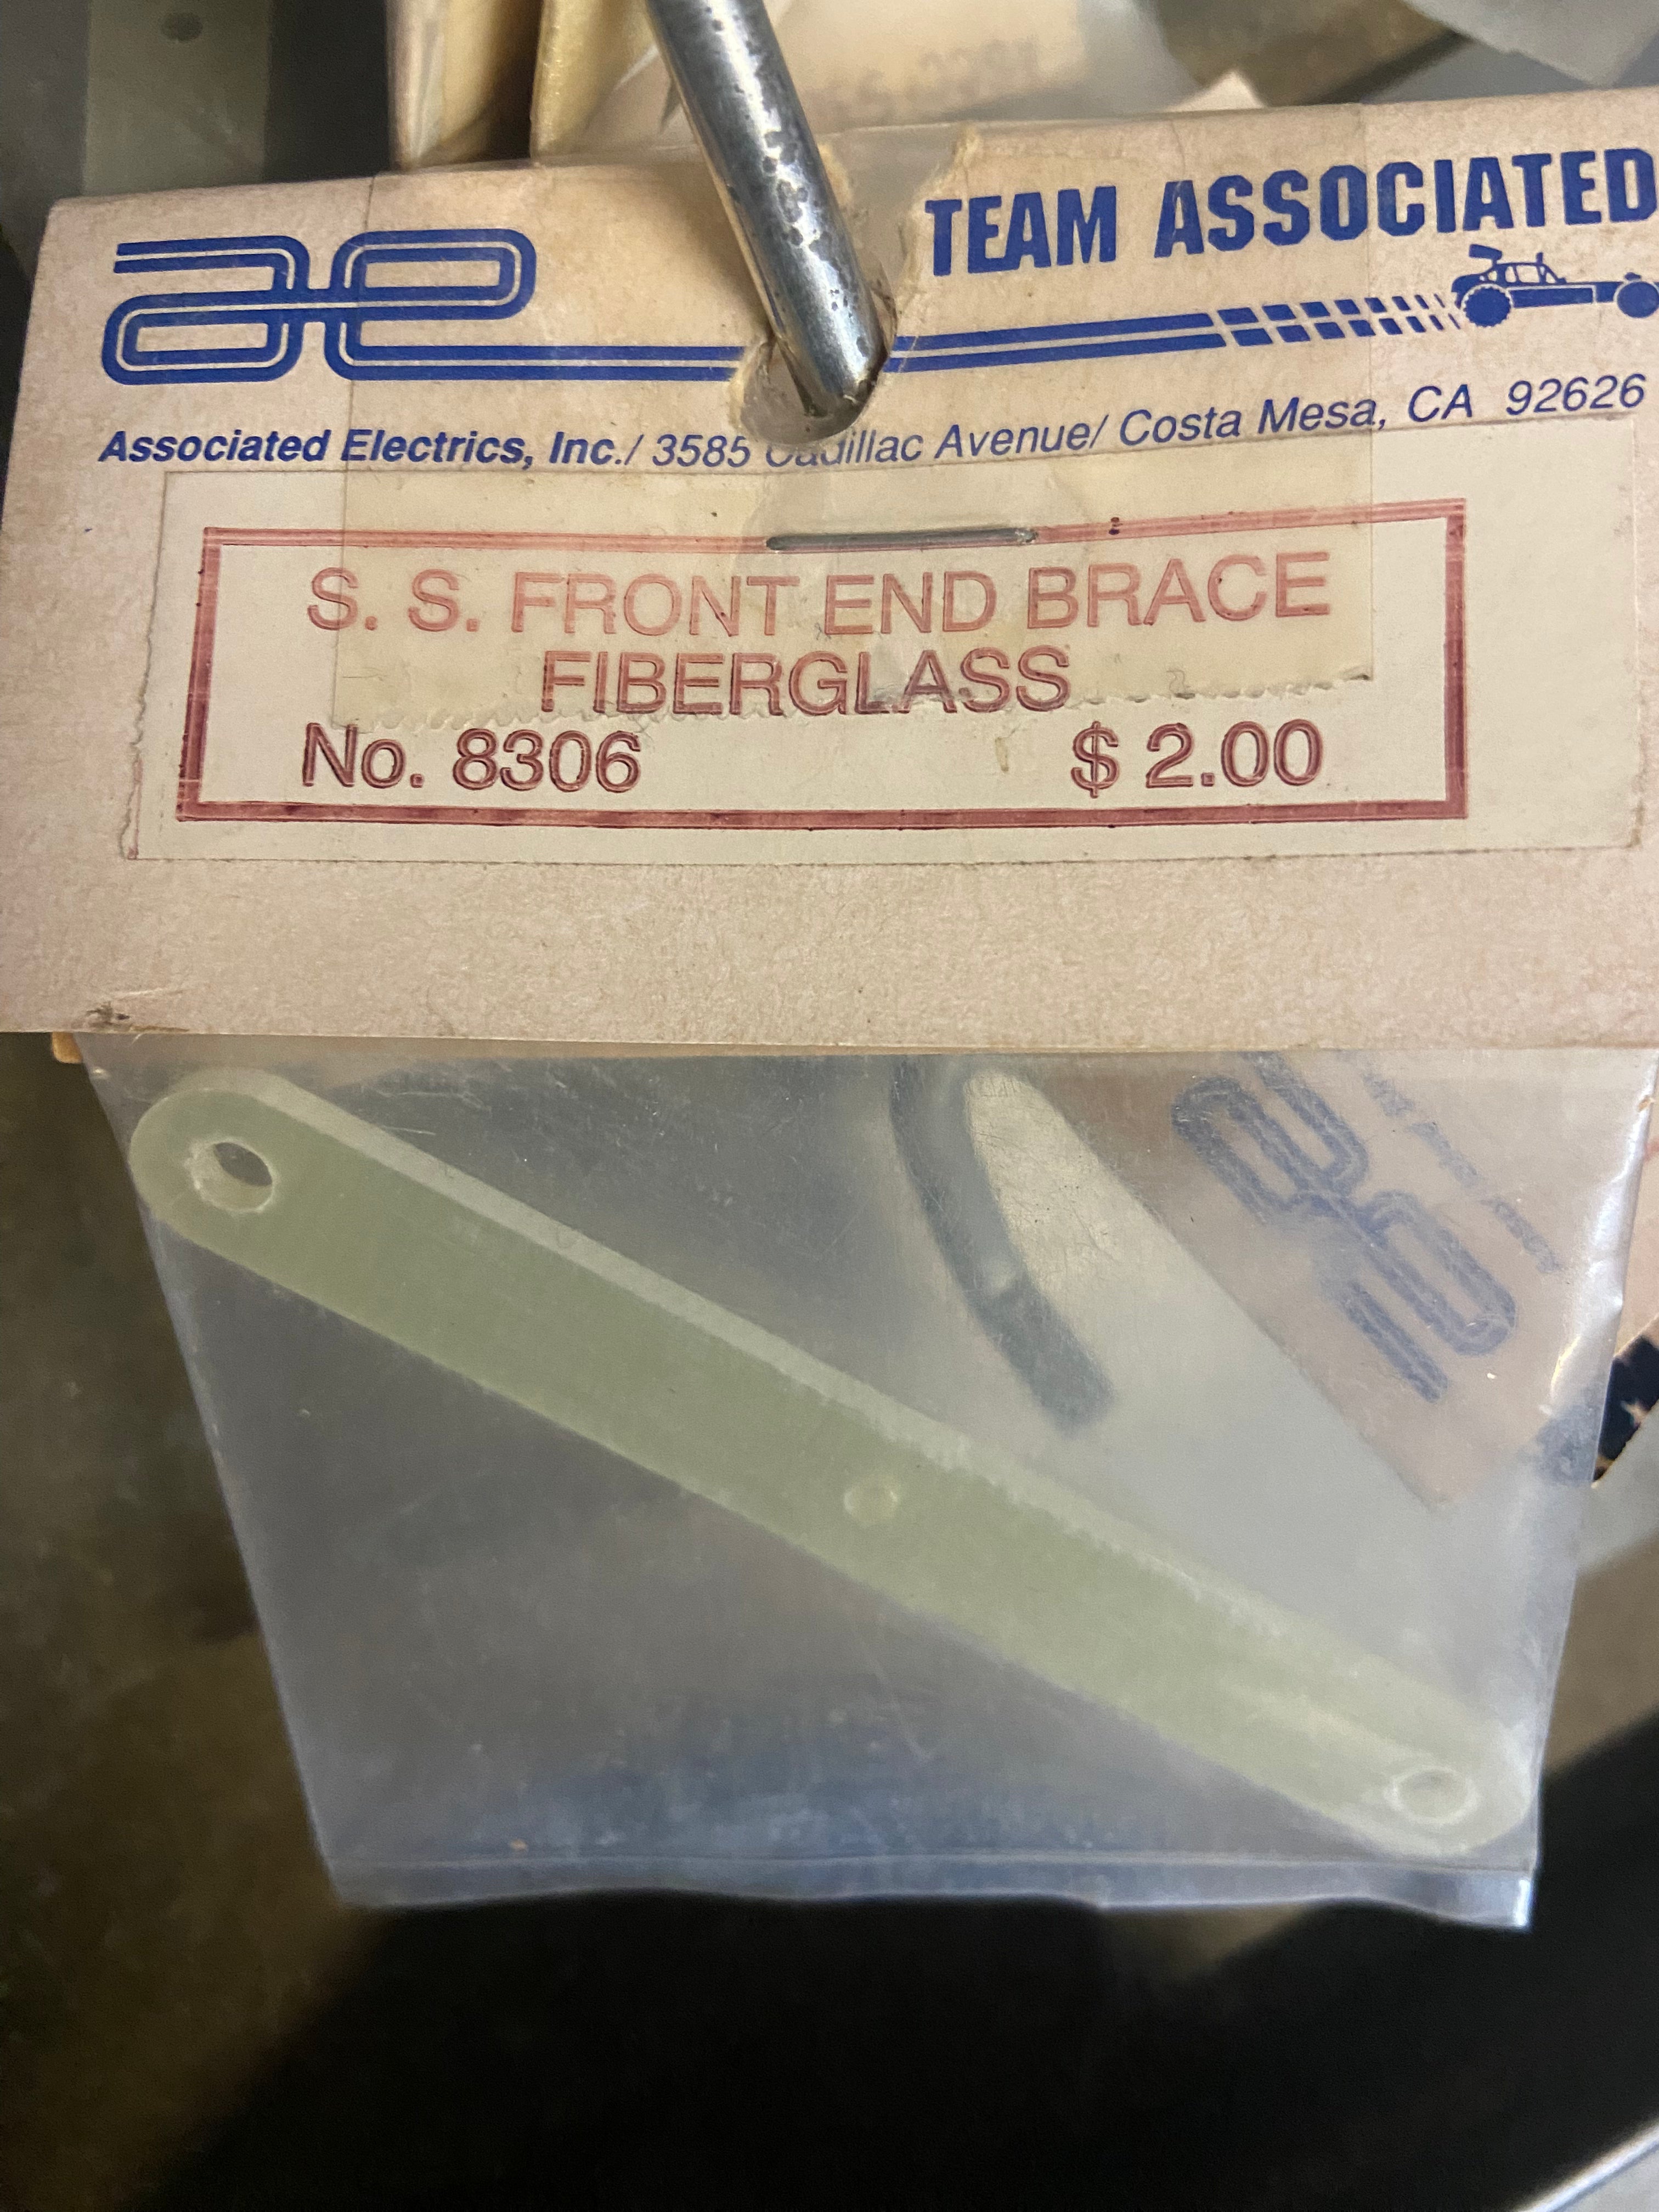 ae
TEAM ASSOCIATED
Associated Electrics, Inc./ 3585 Cadillac Avenue/ Costa Mesa, CA 92626
S. S. FRONT END BRACE
FIBERGLASS
No. 8306 $ 2.00